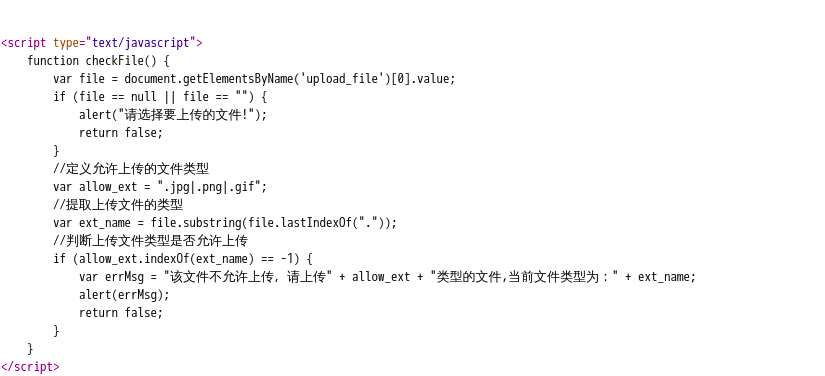 <script type="text/javascript">
function checkFile() {
var file = document.getElementsByName('upload_file')[0].value;
if (file == null || file == "") {
alert("请选择要上传的文件!");
return false;
}
//定义允许上传的文件类型
var allow_ext = ".jpg|.png|.gif";
//提取上传文件的类型
var ext_name = file.substring(file.lastIndexOf("."));
//判断上传文件类型是否允许上传
if (allow_ext.indexOf(ext_name) == -1) {
var errMsg = "该文件不允许上传, 请上传" + allow_ext + "类型的文件,当前文件类型为：" + ext_name;
alert(errMsg);
return false;
}
}
</script>